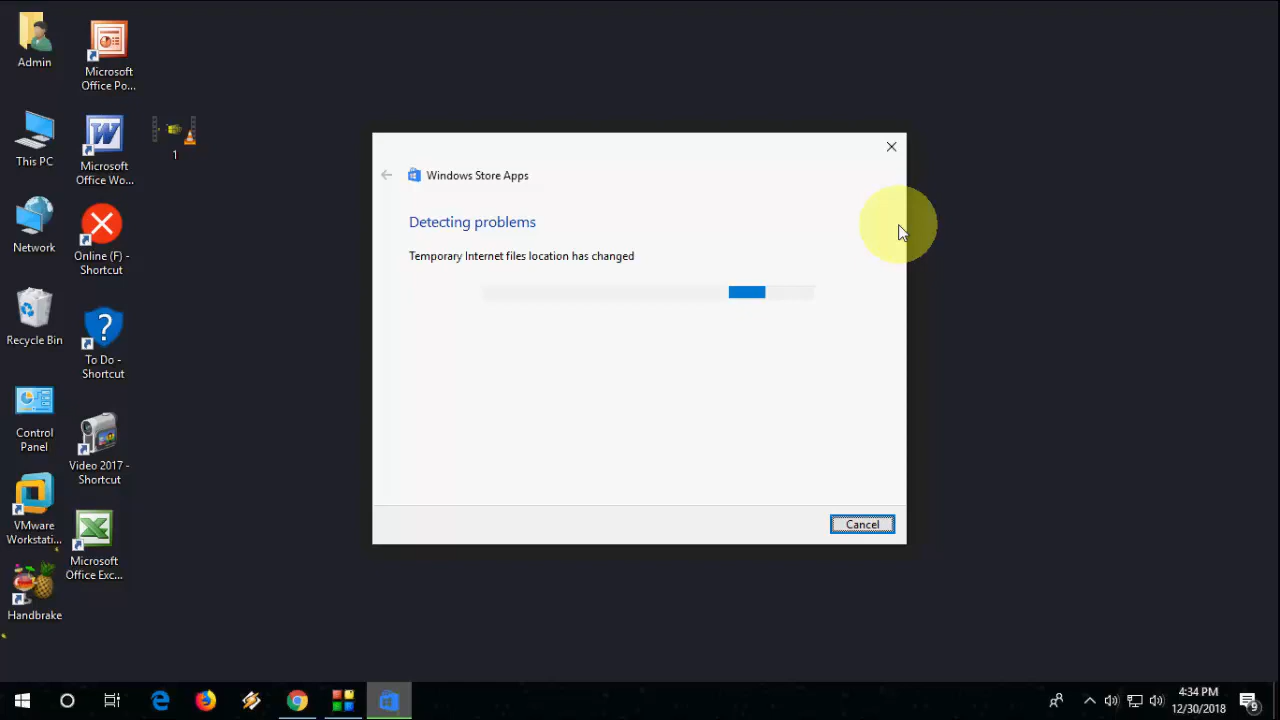 Admin
Microsoft
Office Po...
This PC
Microsoft
Office Wo...
1
Network
Online (F) -
Shortcut
Recycle Bin
To Do -
Shortcut
Control
Panel
Video 2017 -
Shortcut
VMware
Workstati...
Microsoft
Office Exc...
Handbrake
Windows Store Apps
Detecting problems
Temporary Internet files location has changed
Cancel
4:34 PM
12/30/2018
9